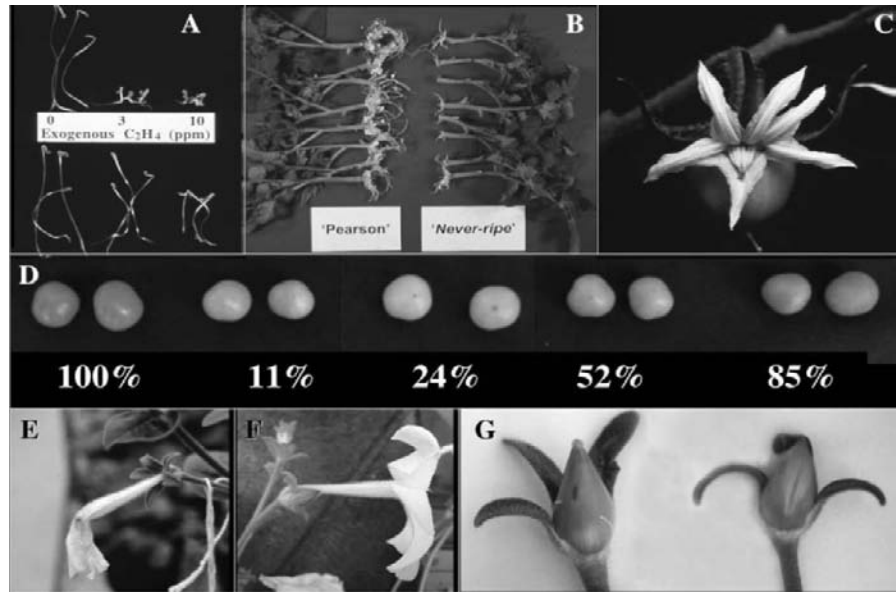 A
B
C
0 3 10
Exogenous C₂H₄ (ppm)
'Pearson' 'Never-ripe'
D
100% 11% 24% 52% 85%
E
F
G